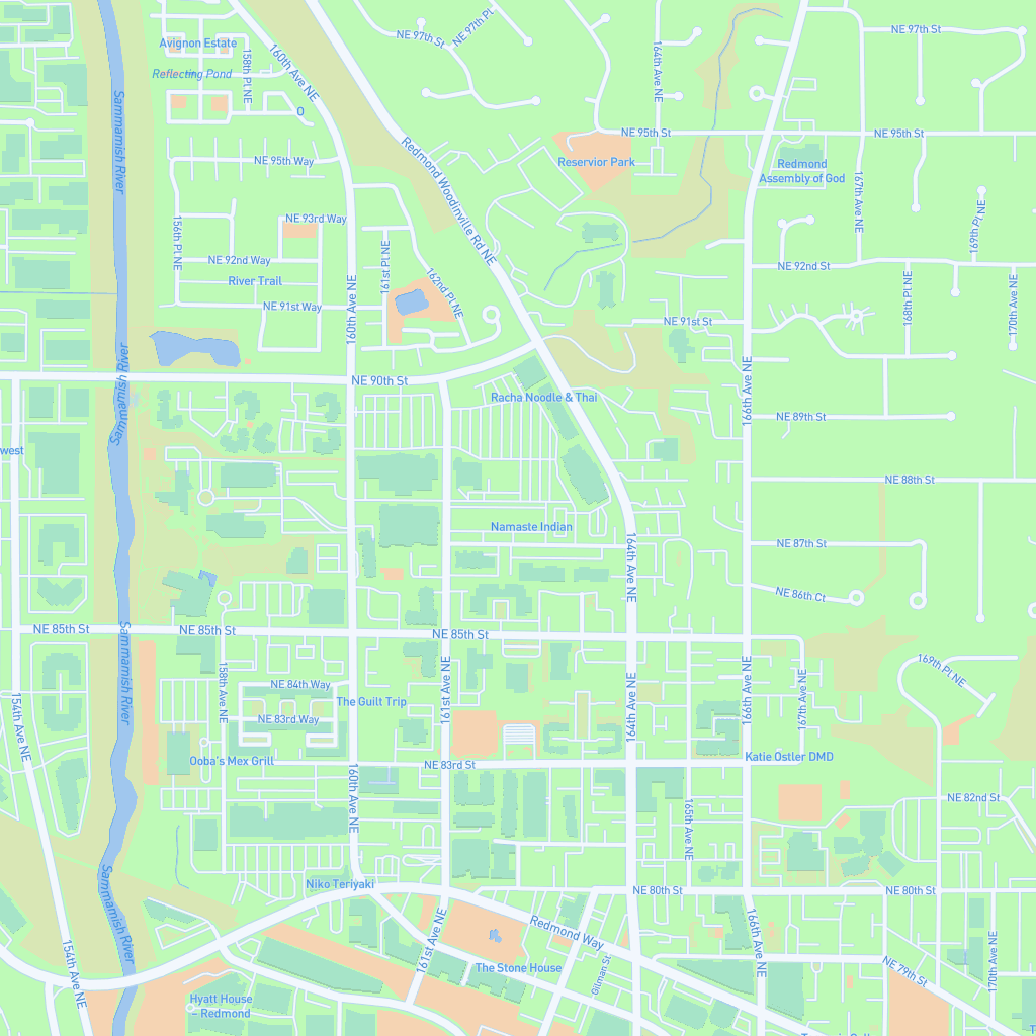 NE 97th St
NE 97th Pl
NE 97th St
Avignon Estate
160th Ave NE
158th Pl NE
164th Ave NE
Reflecting Pond
Sammamish River
NE 95th St
NE 95th St
Redmond Woodinville Rd NE
NE 95th Way
Reservior Park
Redmond
Assembly of God
167th Ave NE
169th Pl NE
156th Pl NE
NE 93rd Way
161st Pl NE
NE 92nd Way
162nd Pl NE
River Trail
NE 92nd St
168th Pl NE
170th Ave NE
160th Ave NE
NE 91st Way
NE 91st St
Sammamish River
NE 90th St
166th Ave NE
Racha Noodle & Thai
NE 89th St
west
NE 88th St
Namaste Indian
164th Ave NE
NE 87th St
NE 86th Ct
NE 85th St
NE 85th St
NE 85th St
Sammamish River
158th Ave NE
161st Ave NE
164th Ave NE
166th Ave NE
167th Ave NE
169th Pl NE
NE 84th Way
The Guilt Trip
154th Ave NE
NE 83rd Way
Ooba's Mex Grill
NE 83rd St
Katie Ostler DMD
160th Ave NE
165th Ave NE
NE 82nd St
Sammamish River
Niko Teriyaki
NE 80th St
NE 80th St
154th Ave NE
161st Ave NE
Redmond Way
166th Ave NE
170th Ave NE
The Stone House
Gilman St
NE 79th St
Hyatt House
– Redmond